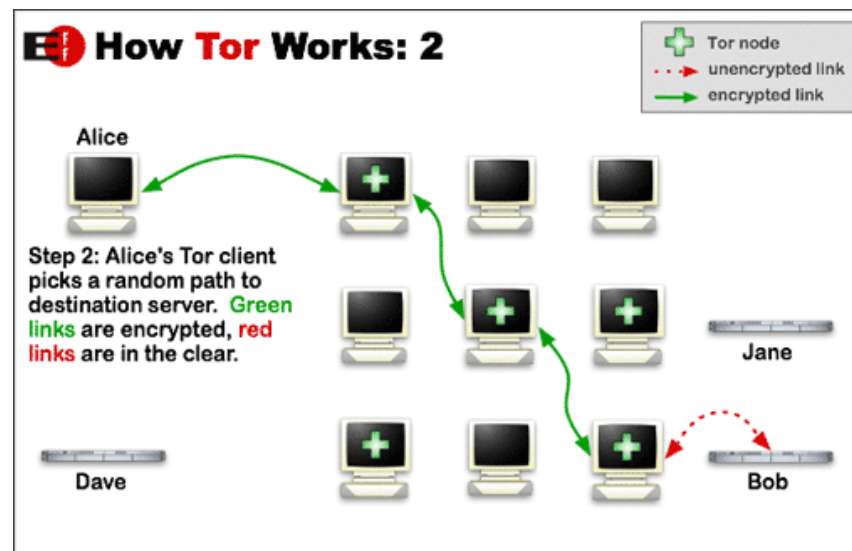 EFF How Tor Works: 2
Tor node
unencrypted link
encrypted link
Alice
Step 2: Alice's Tor client
picks a random path to
destination server. Green
links are encrypted, red
links are in the clear.
Jane
Dave
Bob